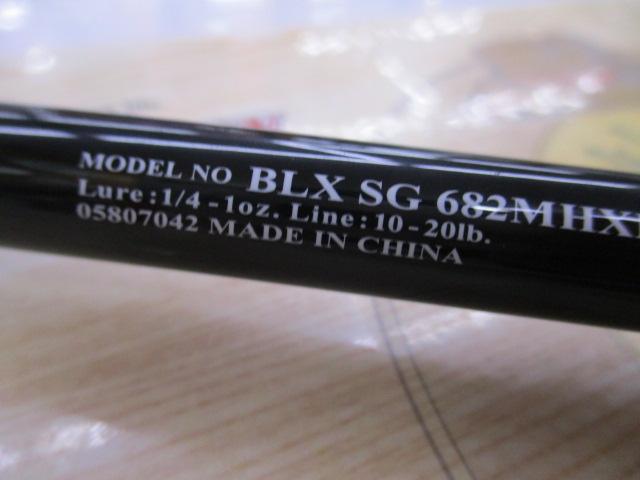 MODEL NO BLX SG 682MHX
Lure:1/4-1oz. Line:10-20lb.
05807042 MADE IN CHINA